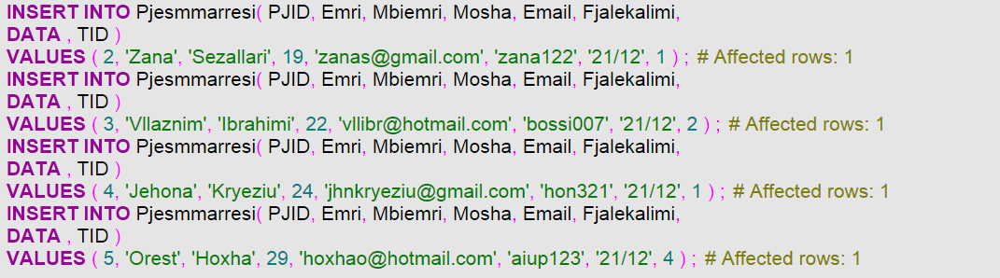 INSERT INTO Pjesmmarresi( PJID, Emri, Mbiemri, Mosha, Email, Fjalekalimi,
DATA , TID )
VALUES ( 2, 'Zana', 'Sezallari', 19, 'zanas@gmail.com', 'zana122', '21/12', 1 ) ; # Affected rows: 1
INSERT INTO Pjesmmarresi( PJID, Emri, Mbiemri, Mosha, Email, Fjalekalimi,
DATA , TID )
VALUES ( 3, 'Vllaznim', 'Ibrahimi', 22, 'vllibr@hotmail.com', 'bossi007', '21/12', 2 ) ; # Affected rows: 1
INSERT INTO Pjesmmarresi( PJID, Emri, Mbiemri, Mosha, Email, Fjalekalimi,
DATA , TID )
VALUES ( 4, 'Jehona', 'Kryeziu', 24, 'jhnkryeziu@gmail.com', 'hon321', '21/12', 1 ) ; # Affected rows: 1
INSERT INTO Pjesmmarresi( PJID, Emri, Mbiemri, Mosha, Email, Fjalekalimi,
DATA , TID )
VALUES ( 5, 'Orest', 'Hoxha', 29, 'hoxhao@hotmail.com', 'aiup123', '21/12', 4 ) ; # Affected rows: 1